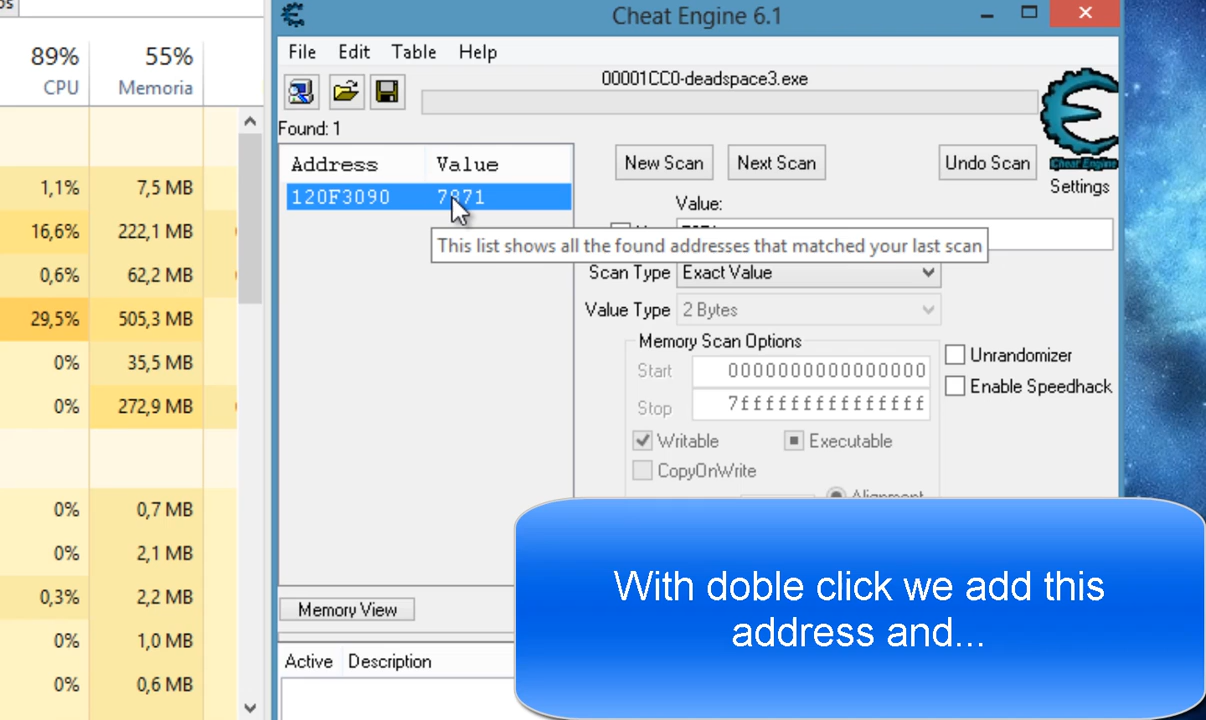 os
89% 55%
CPU Memoria
1,1% 7,5 MB
16,6% 222,1 MB
0,6% 62,2 MB
29,5% 505,3 MB
0% 35,5 MB
0% 272,9 MB
0% 0,7 MB
0% 2,1 MB
0,3% 2,2 MB
0% 1,0 MB
0% 0,6 MB
Cheat Engine 6.1
File Edit Table Help
00001CC0-deadspace3.exe
Found: 1
Address Value
120F3090 7871
New Scan Next Scan Undo Scan
Cheat Engine
Settings
Value:
This list shows all the found addresses that matched your last scan
Scan Type Exact Value
Value Type 2 Bytes
Memory Scan Options
Start 0000000000000000
Stop 7fffffffffffffff
Writable Executable
CopyOnWrite
Alignment
Unrandomizer
Enable Speedhack
Memory View
Active Description
With doble click we add this
address and...